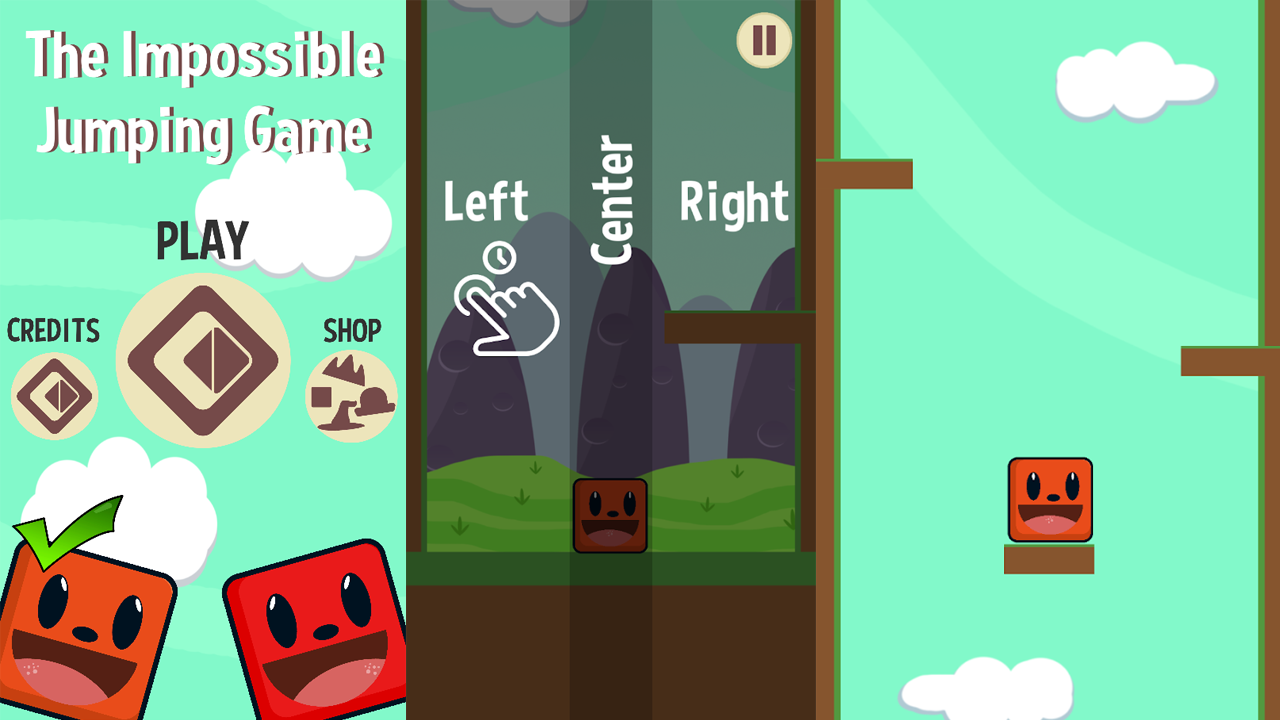 The Impossible
Jumping Game
PLAY
CREDITS
SHOP
Left
Center
Right